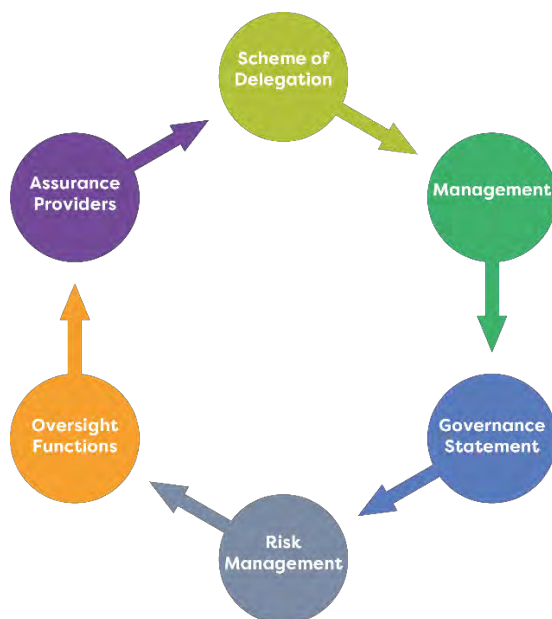 Scheme of
Delegation
Management
Governance
Statement
Risk
Management
Oversight
Functions
Assurance
Providers